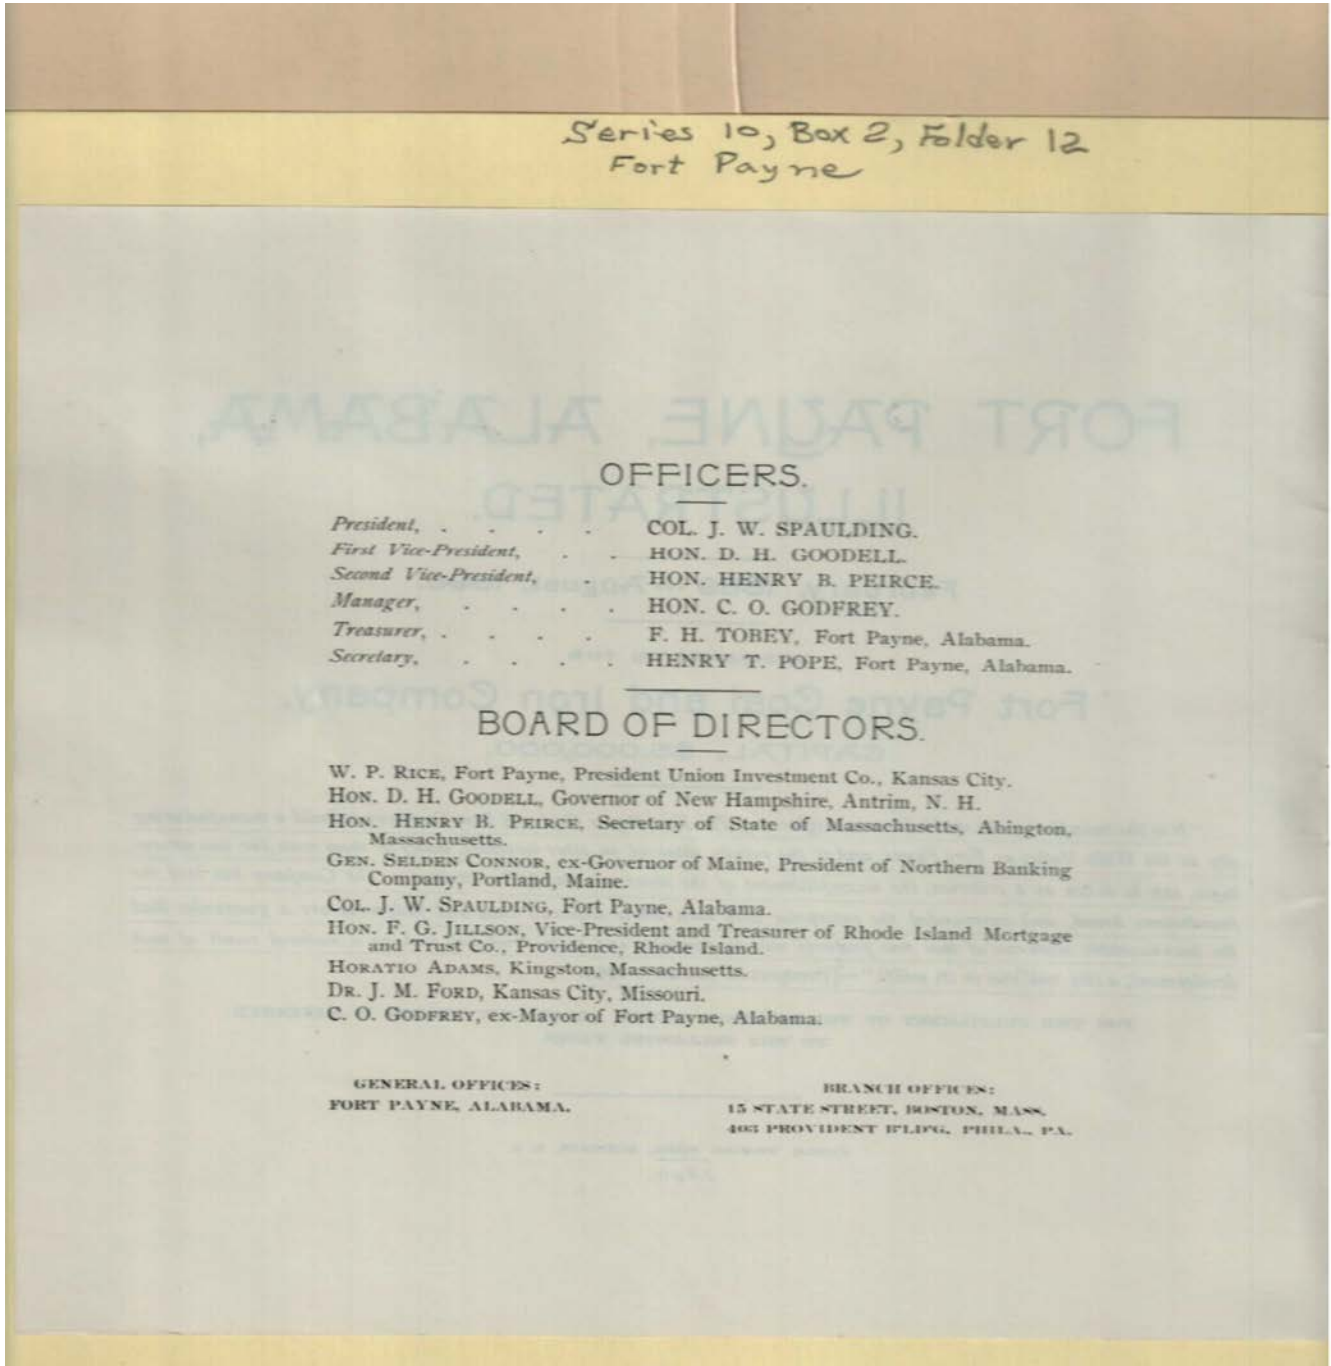 Series 10, Box 2, Folder 12
Fort Payne
OFFICERS.
President, . . . . COL. J. W. SPAULDING.
First Vice-President, . . HON. D. H. GOODELL.
Second Vice-President, . HON. HENRY B. PEIRCE.
Manager, . . . . HON. C. O. GODFREY.
Treasurer, . . . . F. H. TOBEY, Fort Payne, Alabama.
Secretary, . . . . HENRY T. POPE, Fort Payne, Alabama.
BOARD OF DIRECTORS.
W. P. RICE, Fort Payne, President Union Investment Co., Kansas City.
HON. D. H. GOODELL, Governor of New Hampshire, Antrim, N. H.
HON. HENRY B. PEIRCE, Secretary of State of Massachusetts, Abington,
Massachusetts.
GEN. SELDEN CONNOR, ex-Governor of Maine, President of Northern Banking
Company, Portland, Maine.
COL. J. W. SPAULDING, Fort Payne, Alabama.
HON. F. G. JILLSON, Vice-President and Treasurer of Rhode Island Mortgage
and Trust Co., Providence, Rhode Island.
HORATIO ADAMS, Kingston, Massachusetts.
DR. J. M. FORD, Kansas City, Missouri.
C. O. GODFREY, ex-Mayor of Fort Payne, Alabama.
GENERAL OFFICES:
FORT PAYNE, ALABAMA.
BRANCH OFFICES:
15 STATE STREET, BOSTON, MASS.
403 PROVIDENT B'LD'G, PHILA., PA.